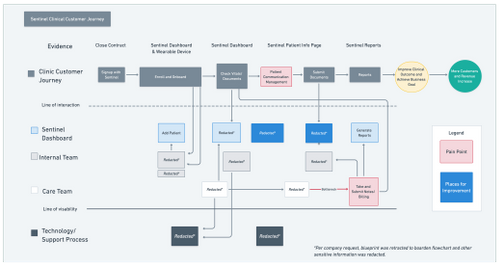 Sentinel Clinical Customer Journey
Evidence
Close Contract
Sentinel Dashboard
& Wearable Device
Sentinel Dashboard
Sentinel Patient Info Page
Sentinel Reports
Clinic Customer
Journey
Signup with
Sentinel
Enroll and Onboard
Check Vitals/
Documents
Patient
Communication
Management
Submit
Documents
Reports
Improve Clinical
Outcome and
Achieve Business
Goal
More Customers
and Revenue
Increase
Line of interaction
Sentinel
Dashboard
Add Patient
Redacted*
Redacted*
Redacted*
Generate
Reports
Internal Team
Redacted*
Redacted*
Redacted*
Redacted*
Care Team
Redacted*
Redacted*
Take and
Submit Notes/
Billing
Line of visability
Technology/
Support Process
Redacted*
Redacted*
Legend
Pain Point
Places for
Improvement
*Per company request, blueprint was retracted to bearden flowchart and other
sensitive information was redacted.